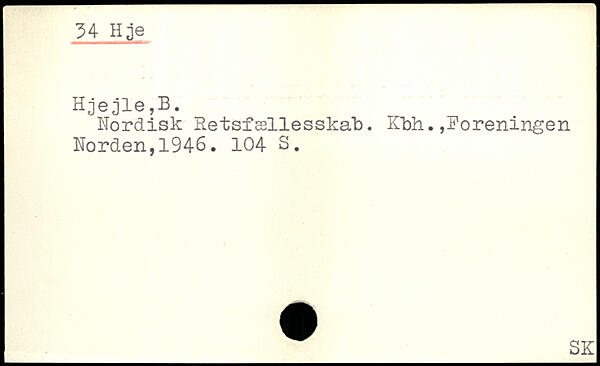 34 Hje
Hjejle,B.
Nordisk Retsfællesskab. Kbh.,Foreningen
Norden,1946. 104 S.
SK